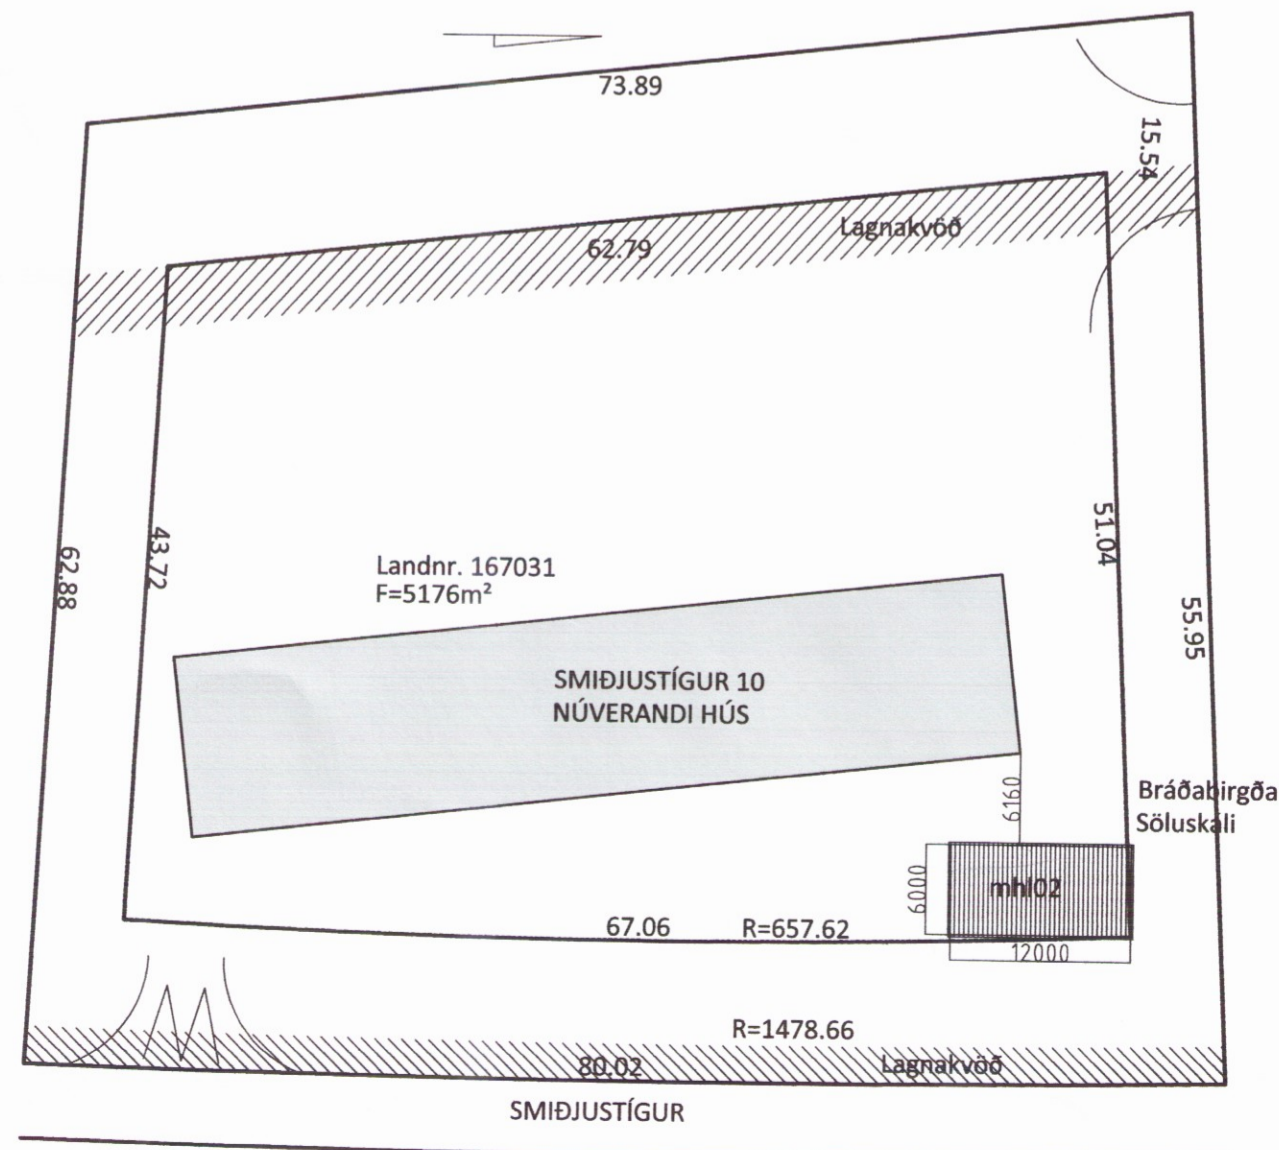 73.89
15.54
Lagnakvöð
62.79
43.72
62.88
51.04
55.95
Landnr. 167031
F=5176m²
SMIÐJUSTÍGUR 10
NÚVERANDI HÚS
6160
Bráðabirgða
Söluskáli
6000
mhl02
67.06 R=657.62
12000
R=1478.66
80.02
Lagnakvöð
SMIÐJUSTÍGUR